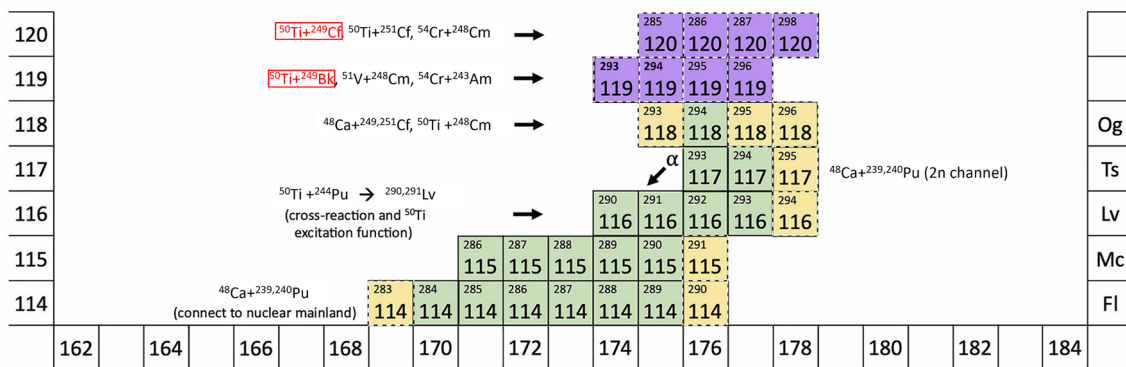 120 ⁵⁰Ti+²⁴⁹Cf, ⁵⁰Ti+²⁵¹Cf, ⁵⁴Cr+²⁴⁸Cm 285 120 286 120 287 120 298 120
119 ⁵⁰Ti+²⁴⁹Bk, ⁵¹V+²⁴⁸Cm, ⁵⁴Cr+²⁴³Am 293 119 294 119 295 119 296 119
118 ⁴⁸Ca+²⁴⁹,²⁵¹Cf, ⁵⁰Ti +²⁴⁸Cm 293 118 294 118 295 118 296 118 Og
117 α 293 117 294 117 295 117 ⁴⁸Ca+²³⁹,²⁴⁰Pu (2n channel) Ts
116 ⁵⁰Ti +²⁴⁴Pu → ²⁹⁰,²⁹¹Lv
(cross-reaction and ⁵⁰Ti
excitation function)
290 116 291 116 292 116 293 116 294 116 Lv
115 286 115 287 115 288 115 289 115 290 115 291 115 Mc
114 ⁴⁸Ca+²³⁹,²⁴⁰Pu
(connect to nuclear mainland)
283 114 284 114 285 114 286 114 287 114 288 114 289 114 290 114 Fl
162 164 166 168 170 172 174 176 178 180 182 184